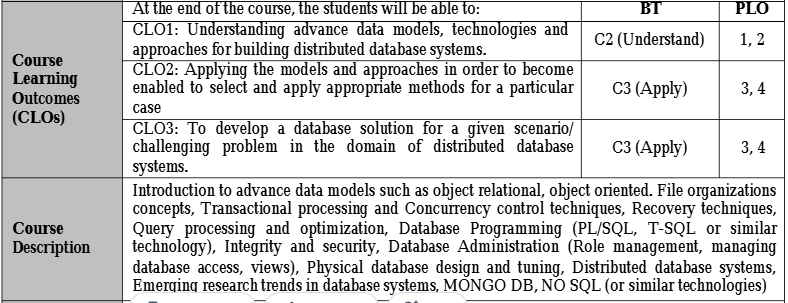 At the end of the course, the students will be able to: BT PLO
Course
Learning
Outcomes
(CLOs)
CLO1: Understanding advance data models, technologies and
approaches for building distributed database systems.
C2 (Understand) 1, 2
CLO2: Applying the models and approaches in order to become
enabled to select and apply appropriate methods for a particular
case
C3 (Apply) 3, 4
CLO3: To develop a database solution for a given scenario/
challenging problem in the domain of distributed database
systems.
C3 (Apply) 3, 4
Course
Description
Introduction to advance data models such as object relational, object oriented. File organizations
concepts, Transactional processing and Concurrency control techniques, Recovery techniques,
Query processing and optimization, Database Programming (PL/SQL, T-SQL or similar
technology), Integrity and security, Database Administration (Role management, managing
database access, views), Physical database design and tuning, Distributed database systems,
Emerging research trends in database systems, MONGO DB, NO SQL (or similar technologies)